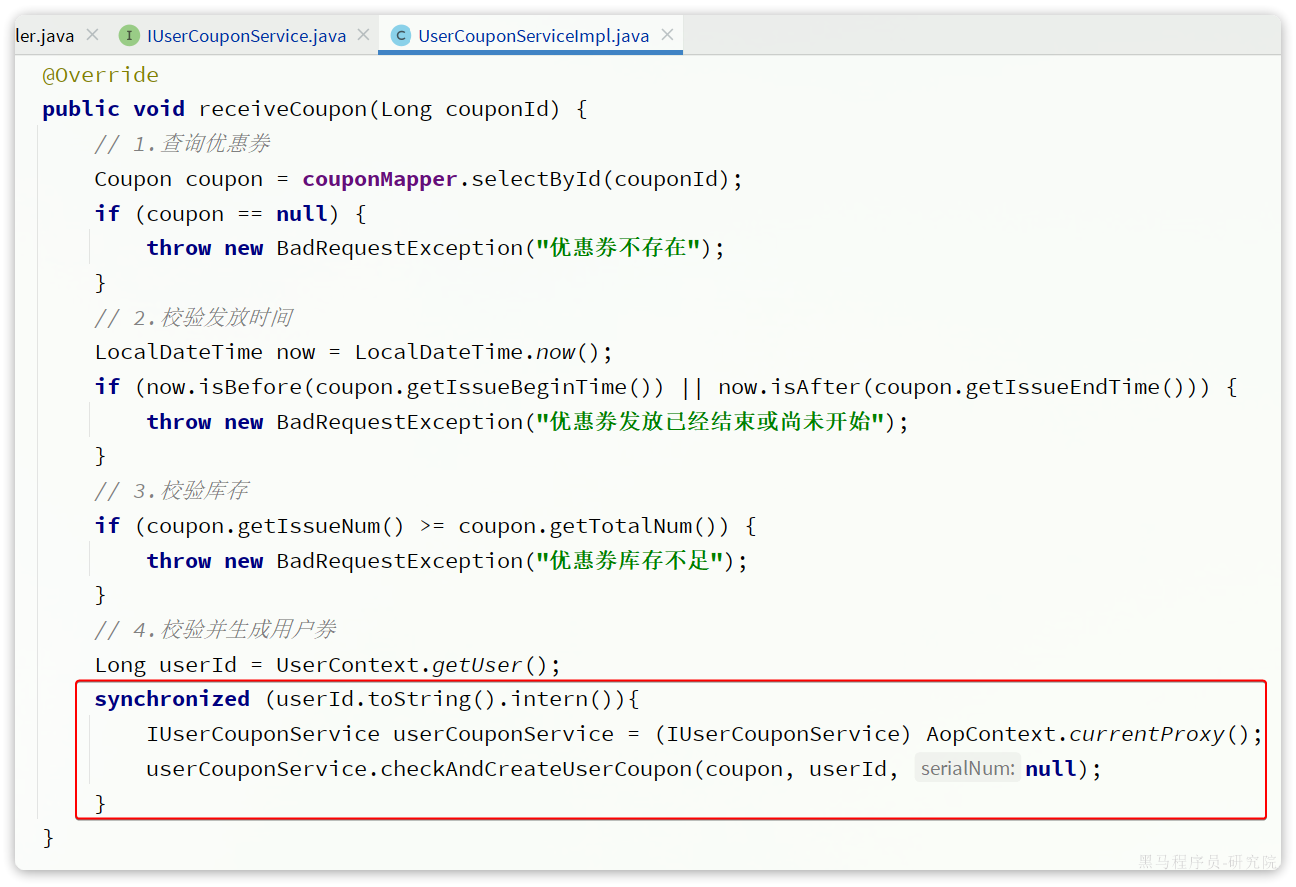 ler.java × I IUserCouponService.java × C UserCouponServiceImpl.java ×
@Override
public void receiveCoupon(Long couponId) {
// 1.查询优惠券
Coupon coupon = couponMapper.selectById(couponId);
if (coupon == null) {
throw new BadRequestException("优惠券不存在");
}
// 2.校验发放时间
LocalDateTime now = LocalDateTime.now();
if (now.isBefore(coupon.getIssueBeginTime()) || now.isAfter(coupon.getIssueEndTime())) {
throw new BadRequestException("优惠券发放已经结束或尚未开始");
}
// 3.校验库存
if (coupon.getIssueNum() >= coupon.getTotalNum()) {
throw new BadRequestException("优惠券库存不足");
}
// 4.校验并生成用户券
Long userId = UserContext.getUser();
synchronized (userId.toString().intern()){
IUserCouponService userCouponService = (IUserCouponService) AopContext.currentProxy();
userCouponService.checkAndCreateUserCoupon(coupon, userId, serialNum: null);
}
}
黑马程序员-研究院